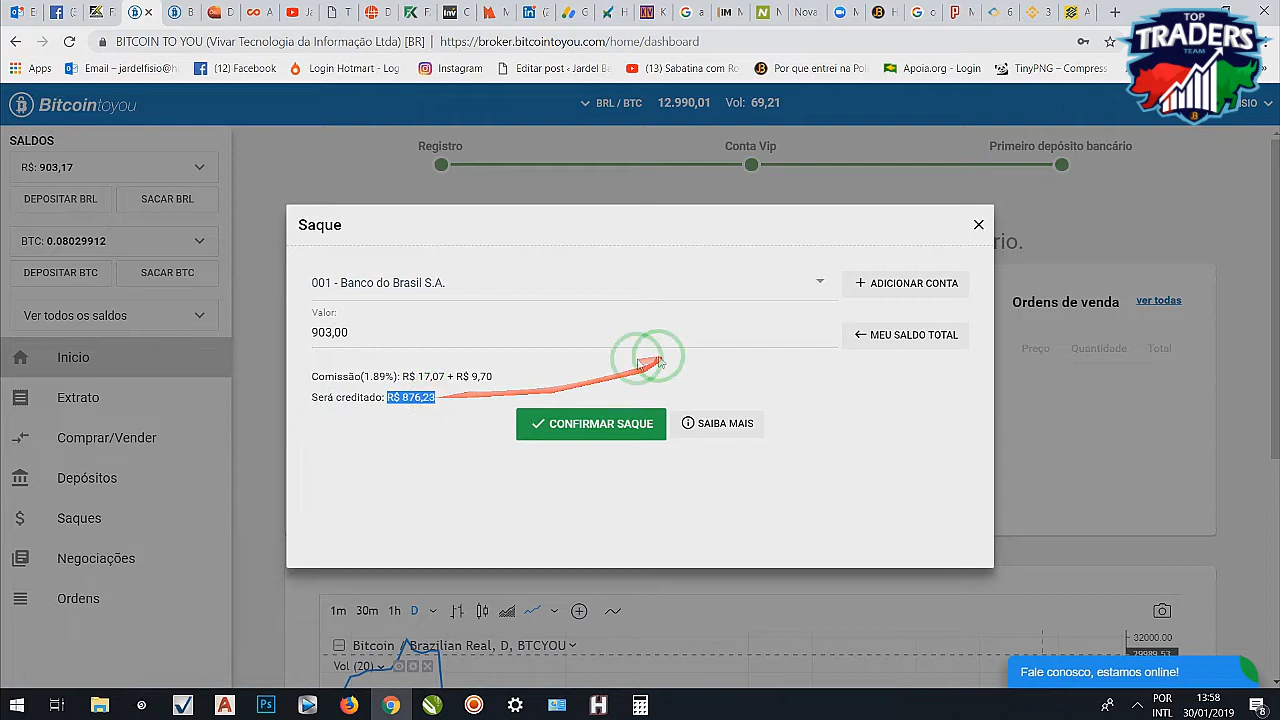 BITCOIN TO YOU (Vivar Tecnologia da Informação Ltda) [BR]
toyou.com/home/dashboard
Apps
Email – jardelfisio@h
(12) Facebook
Login Hotmart - Log
Instagram
Postmark - Jardel B
(13) Sabatina com Ro
Por que entrei na Pol
Apoia.org - Login
TinyPNG – Compress
TOP
TRADERS
TEAM
Bitcointoyou
BRL / BTC
12.990,01
Vol: 69,21
SALDOS
R$: 903,17
DEPOSITAR BRL
SACAR BRL
BTC: 0.08029912
DEPOSITAR BTC
SACAR BTC
Ver todos os saldos
Inicio
Extrato
Comprar/Vender
Depósitos
Saques
Negociações
Ordens
Registro
Conta Vip
Primeiro depósito bancário
Saque
001 - Banco do Brasil S.A.
ADICIONAR CONTA
Valor:
903,00
MEU SALDO TOTAL
Comissão(1.89%): R$ 17,07 + R$ 9,70
Será creditado: R$ 876,23
CONFIRMAR SAQUE
SAIBA MAIS
Ordens de venda
ver todas
Preço
Quantidade
Total
1m 30m 1h D
Bitcoin / Brazilian Real, D, BTCYOU
Vol (20)
32000.00
29989.53
Fale conosco, estamos online!
POR
INTL
13:58
30/01/2019